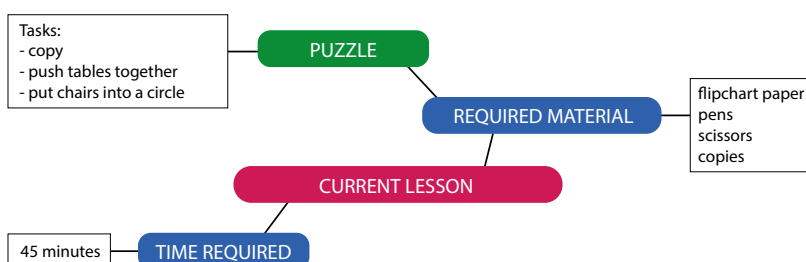 Tasks:
- copy
- push tables together
- put chairs into a circle
PUZZLE
REQUIRED MATERIAL
flipchart paper
pens
scissors
copies
CURRENT LESSON
45 minutes
TIME REQUIRED